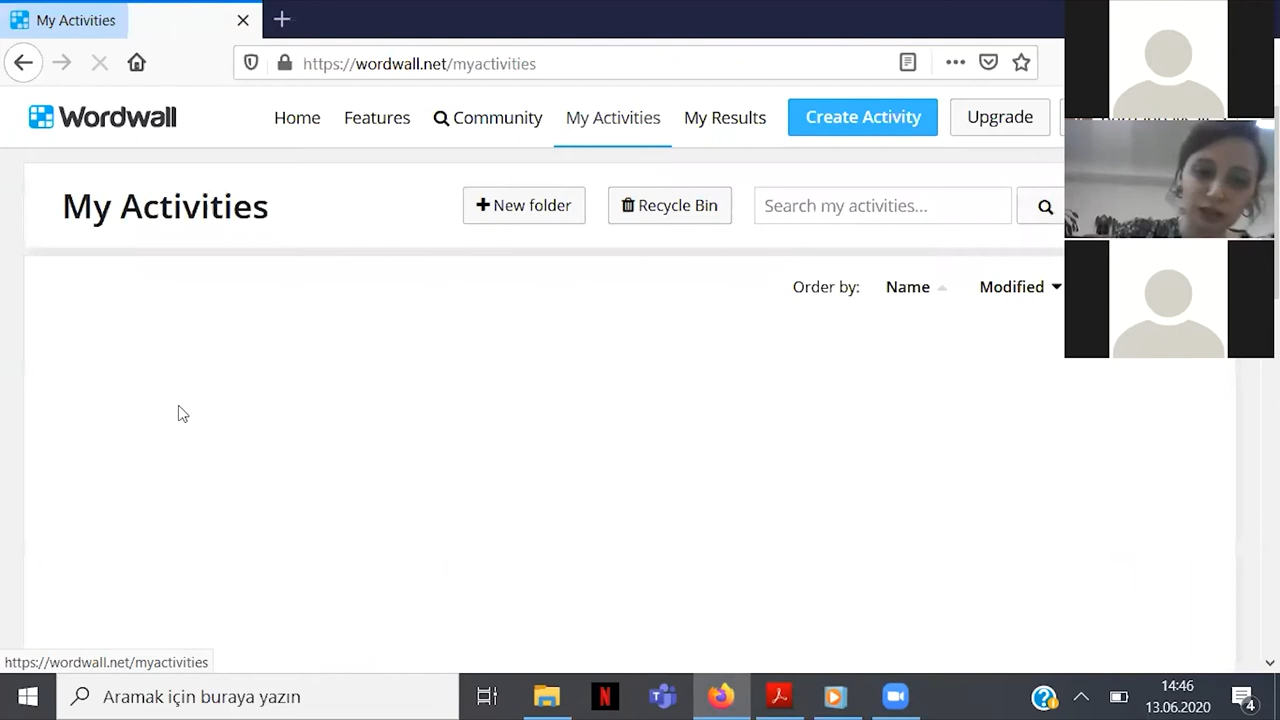 My Activities
https://wordwall.net/myactivities
Wordwall
Home
Features
Community
My Activities
My Results
Create Activity
Upgrade
My Activities
+ New folder
Recycle Bin
Search my activities...
Order by:
Name
Modified
https://wordwall.net/myactivities
Aramak için buraya yazın
14:46
13.06.2020
4